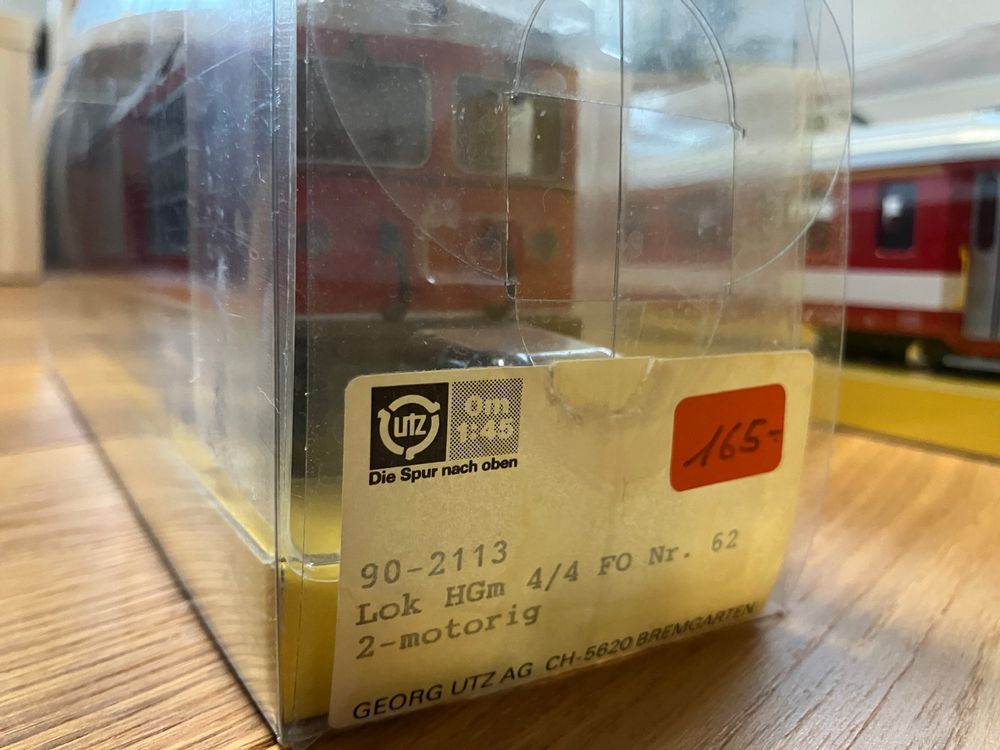 UTZ
0m
1:45
Die Spur nach oben
165.-
90-2113
Lok HGm 4/4 FO Nr. 62
2-motorig
GEORG UTZ AG CH-5620 BREMGARTEN